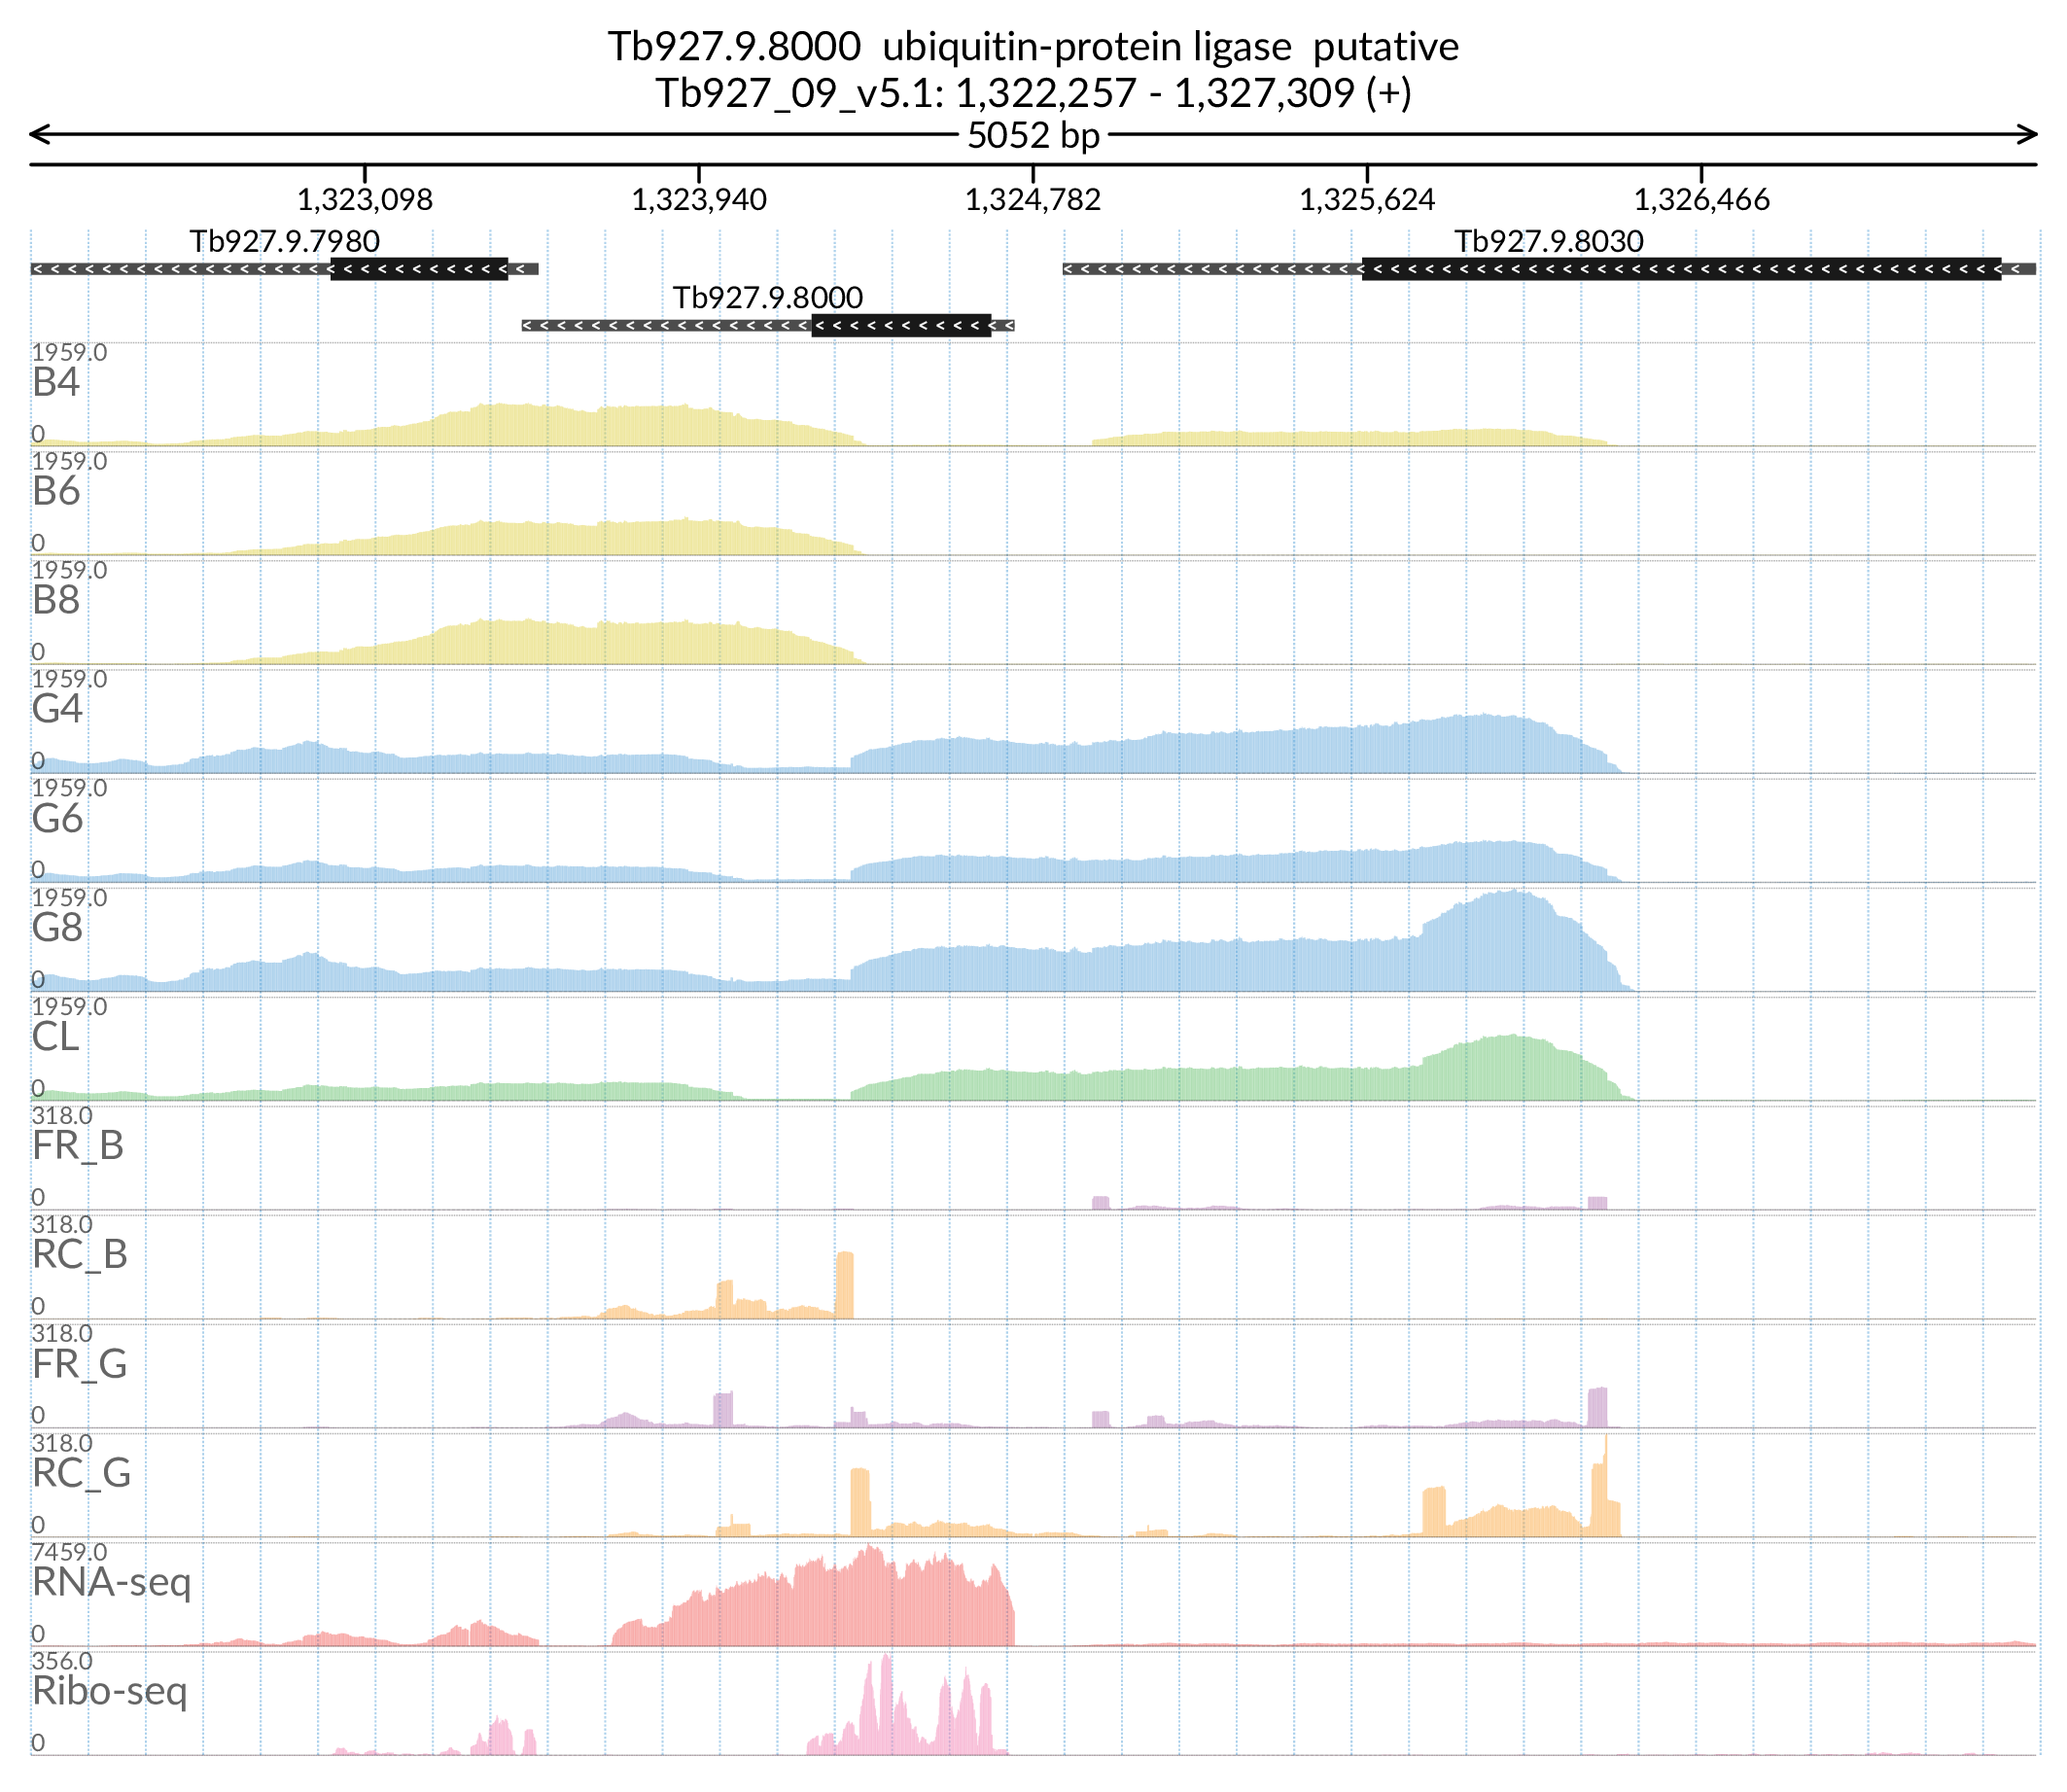 Tb927.9.8000  ubiquitin-protein ligase  putative
Tb927_09_v5.1: 1,322,257 - 1,327,309 (+)
5052 bp
1,323,098 1,323,940 1,324,782 1,325,624 1,326,466
Tb927.9.7980 Tb927.9.8030
Tb927.9.8000
1959.0
B4
0
1959.0
B6
0
1959.0
B8
0
1959.0
G4
0
1959.0
G6
0
1959.0
G8
0
1959.0
CL
0
318.0
FR_B
0
318.0
RC_B
0
318.0
FR_G
0
318.0
RC_G
0
7459.0
RNA-seq
0
356.0
Ribo-seq
0